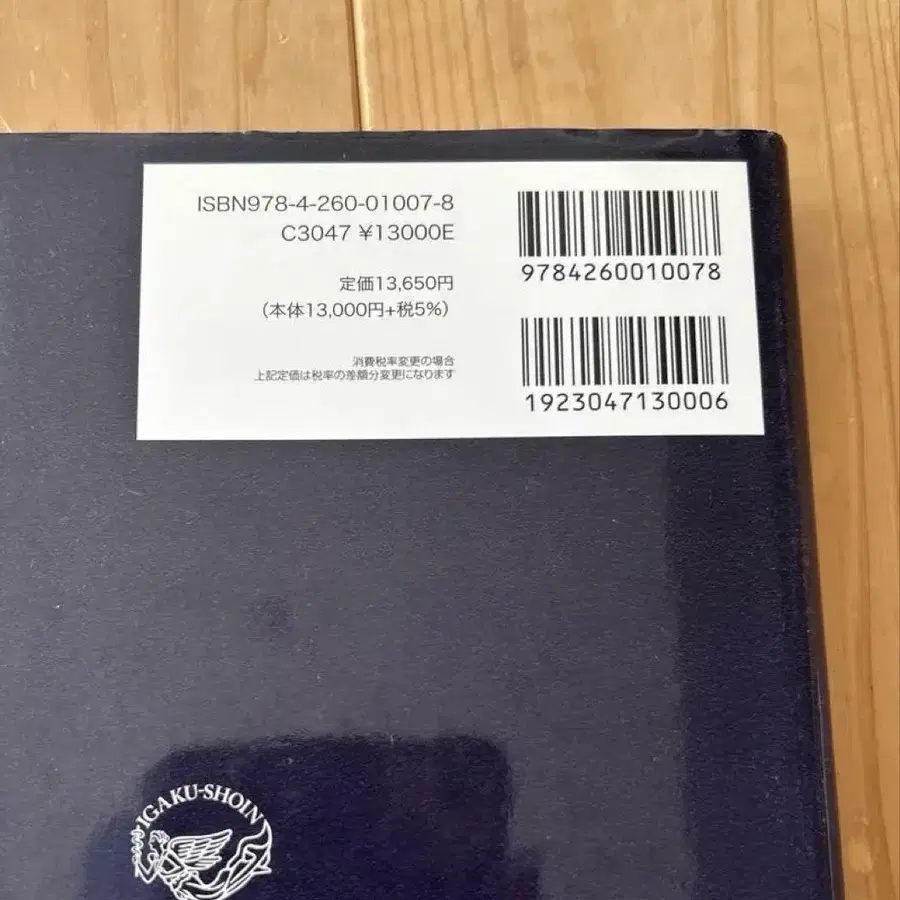 ISBN978-4-260-01007-8
C3047 ¥13000E
定価13,650円
（本体13,000円+税5%）
消費税率変更の場合
上記定価は税率の差額分変更になります
9784260010078
1923047130006
IGAKU-SHOIN